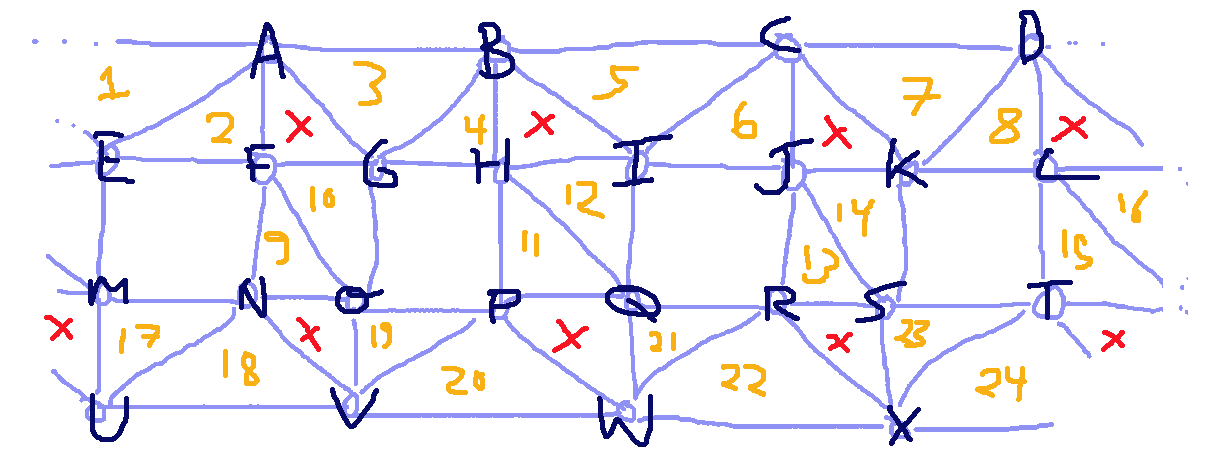 A B C D
1 3 5 7
2 x 4 x 6 x 8 x
E F G H I J K L
10 12 14 16
9 11 13 15
M N O P Q R S T
x 17 x 19 x 21 x 23 x
18 20 22 24
U V W X